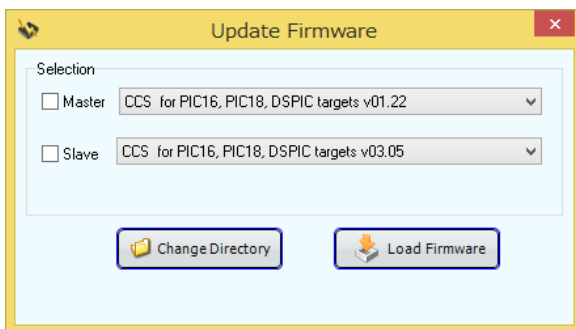 Update Firmware
Selection
Master CCS for PIC16, PIC18, DSPIC targets v01.22
Slave CCS for PIC16, PIC18, DSPIC targets v03.05
Change Directory Load Firmware